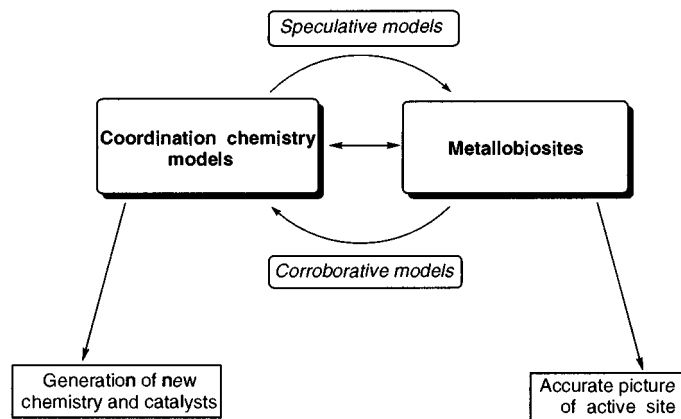 Speculative models
Coordination chemistry
models
Metallobiosites
Corroborative models
Generation of new
chemistry and catalysts
Accurate picture
of active site